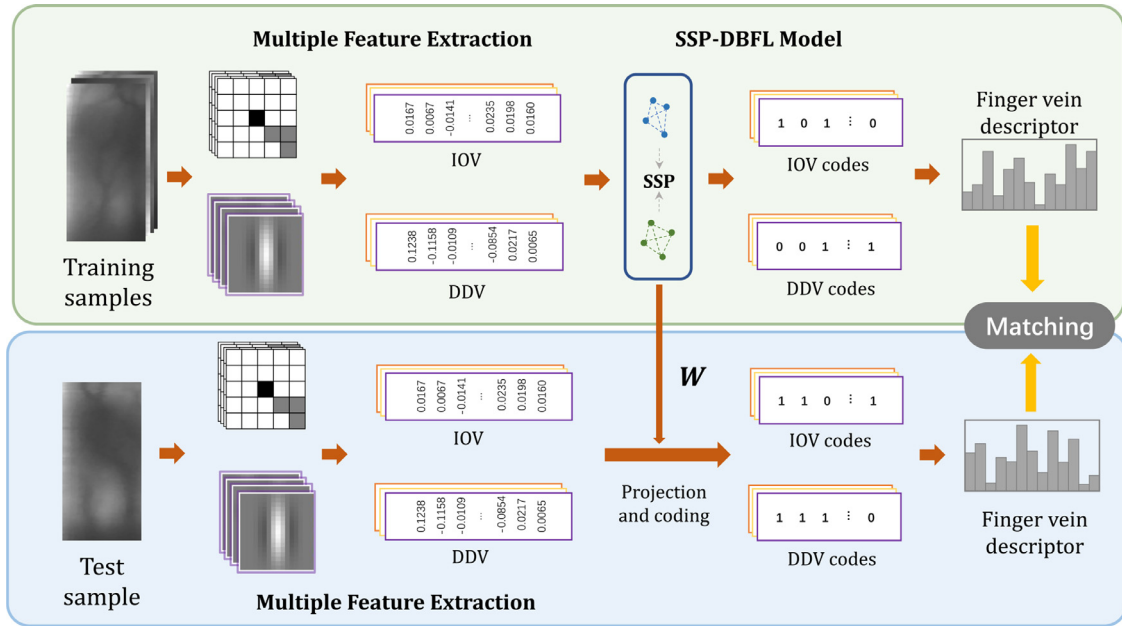 Multiple Feature Extraction
SSP-DBFL Model
0.0167 0.0067 -0.0141 ... 0.0235 0.0198 0.0160
IOV
0.1238 -0.1158 -0.0109 ... -0.0854 0.0217 0.0065
DDV
Training
samples
SSP
1 0 1 ⋮ 0
IOV codes
0 0 1 ⋮ 1
DDV codes
Finger vein
descriptor
Matching
W
Test
sample
0.0167 0.0067 -0.0141 ... 0.0235 0.0198 0.0160
IOV
0.1238 -0.1158 -0.0109 ... -0.0854 0.0217 0.0065
DDV
Multiple Feature Extraction
Projection
and coding
1 1 0 ⋮ 1
IOV codes
1 1 1 ⋮ 0
DDV codes
Finger vein
descriptor